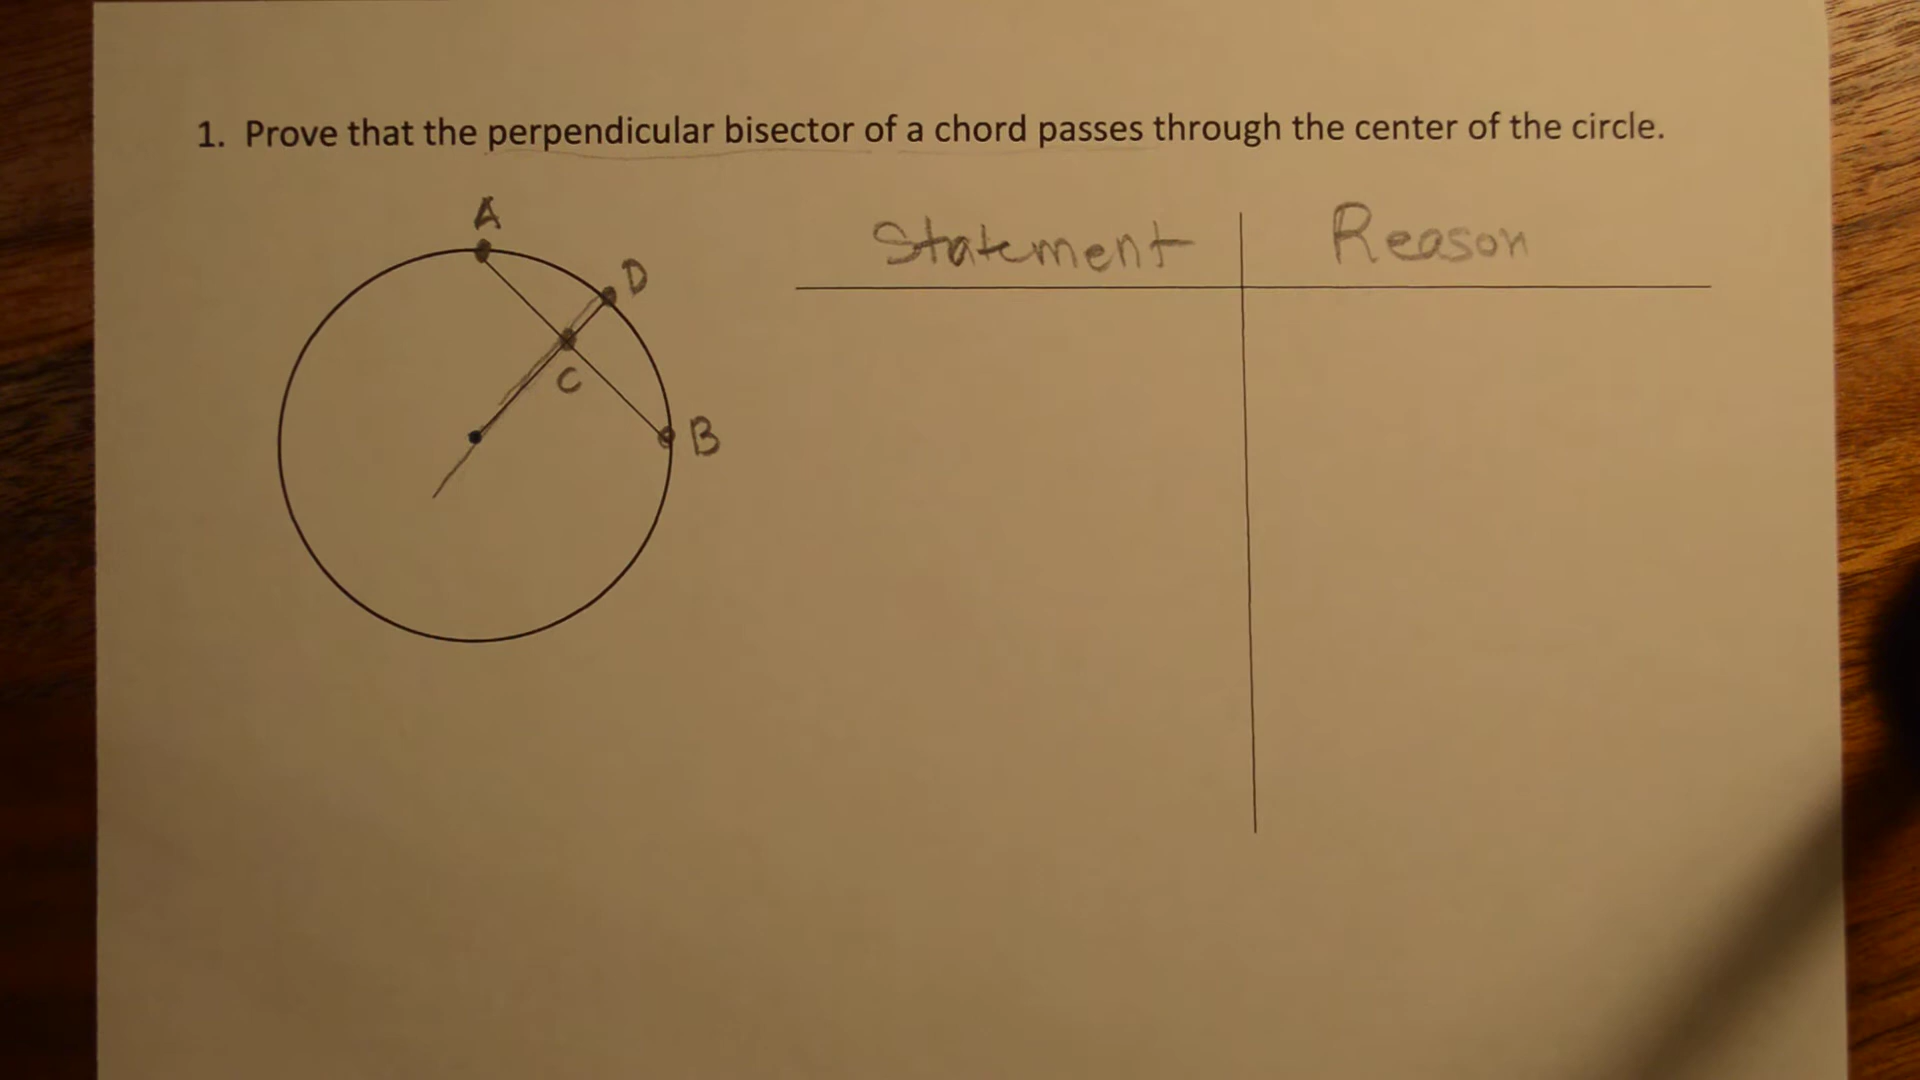 1. Prove that the perpendicular bisector of a chord passes through the center of the circle.
A
D
Statement Reason
C
B